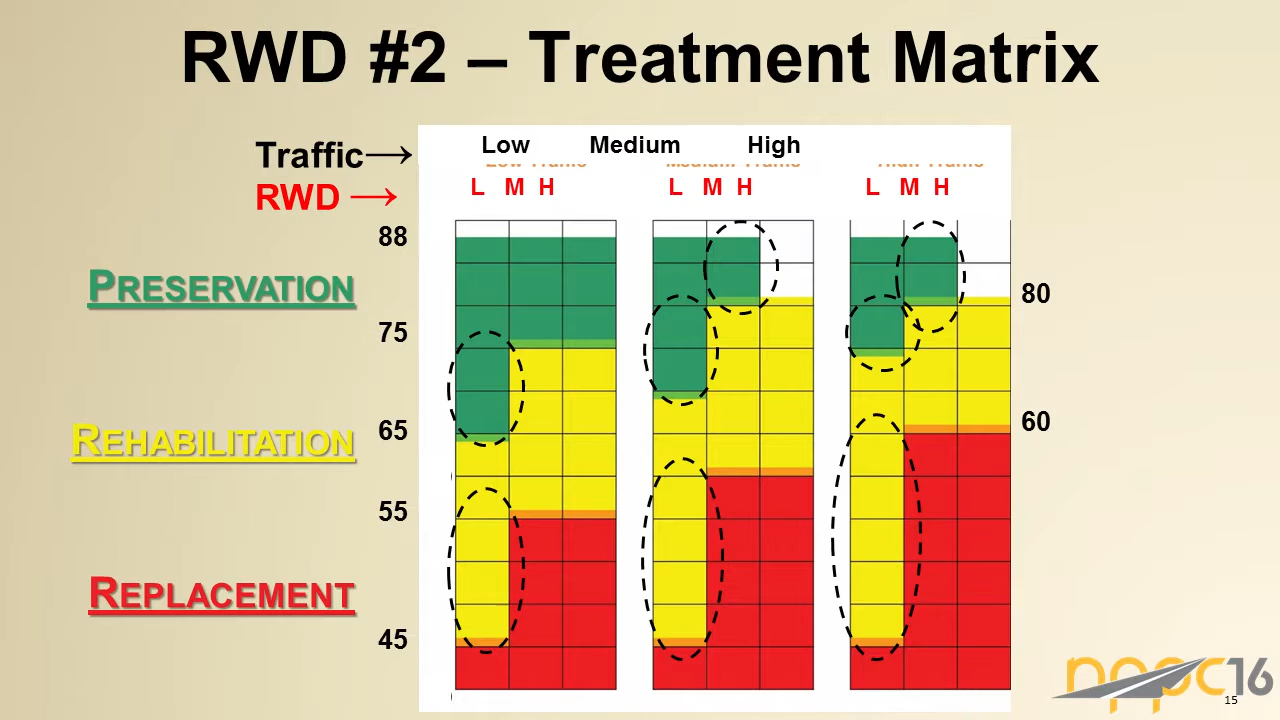 RWD #2 – Treatment Matrix
Traffic→ Low Medium High
RWD → L M H L M H L M H
88
PRESERVATION
80
75
65
REHABILITATION
60
55
REPLACEMENT
45
nppc16
15